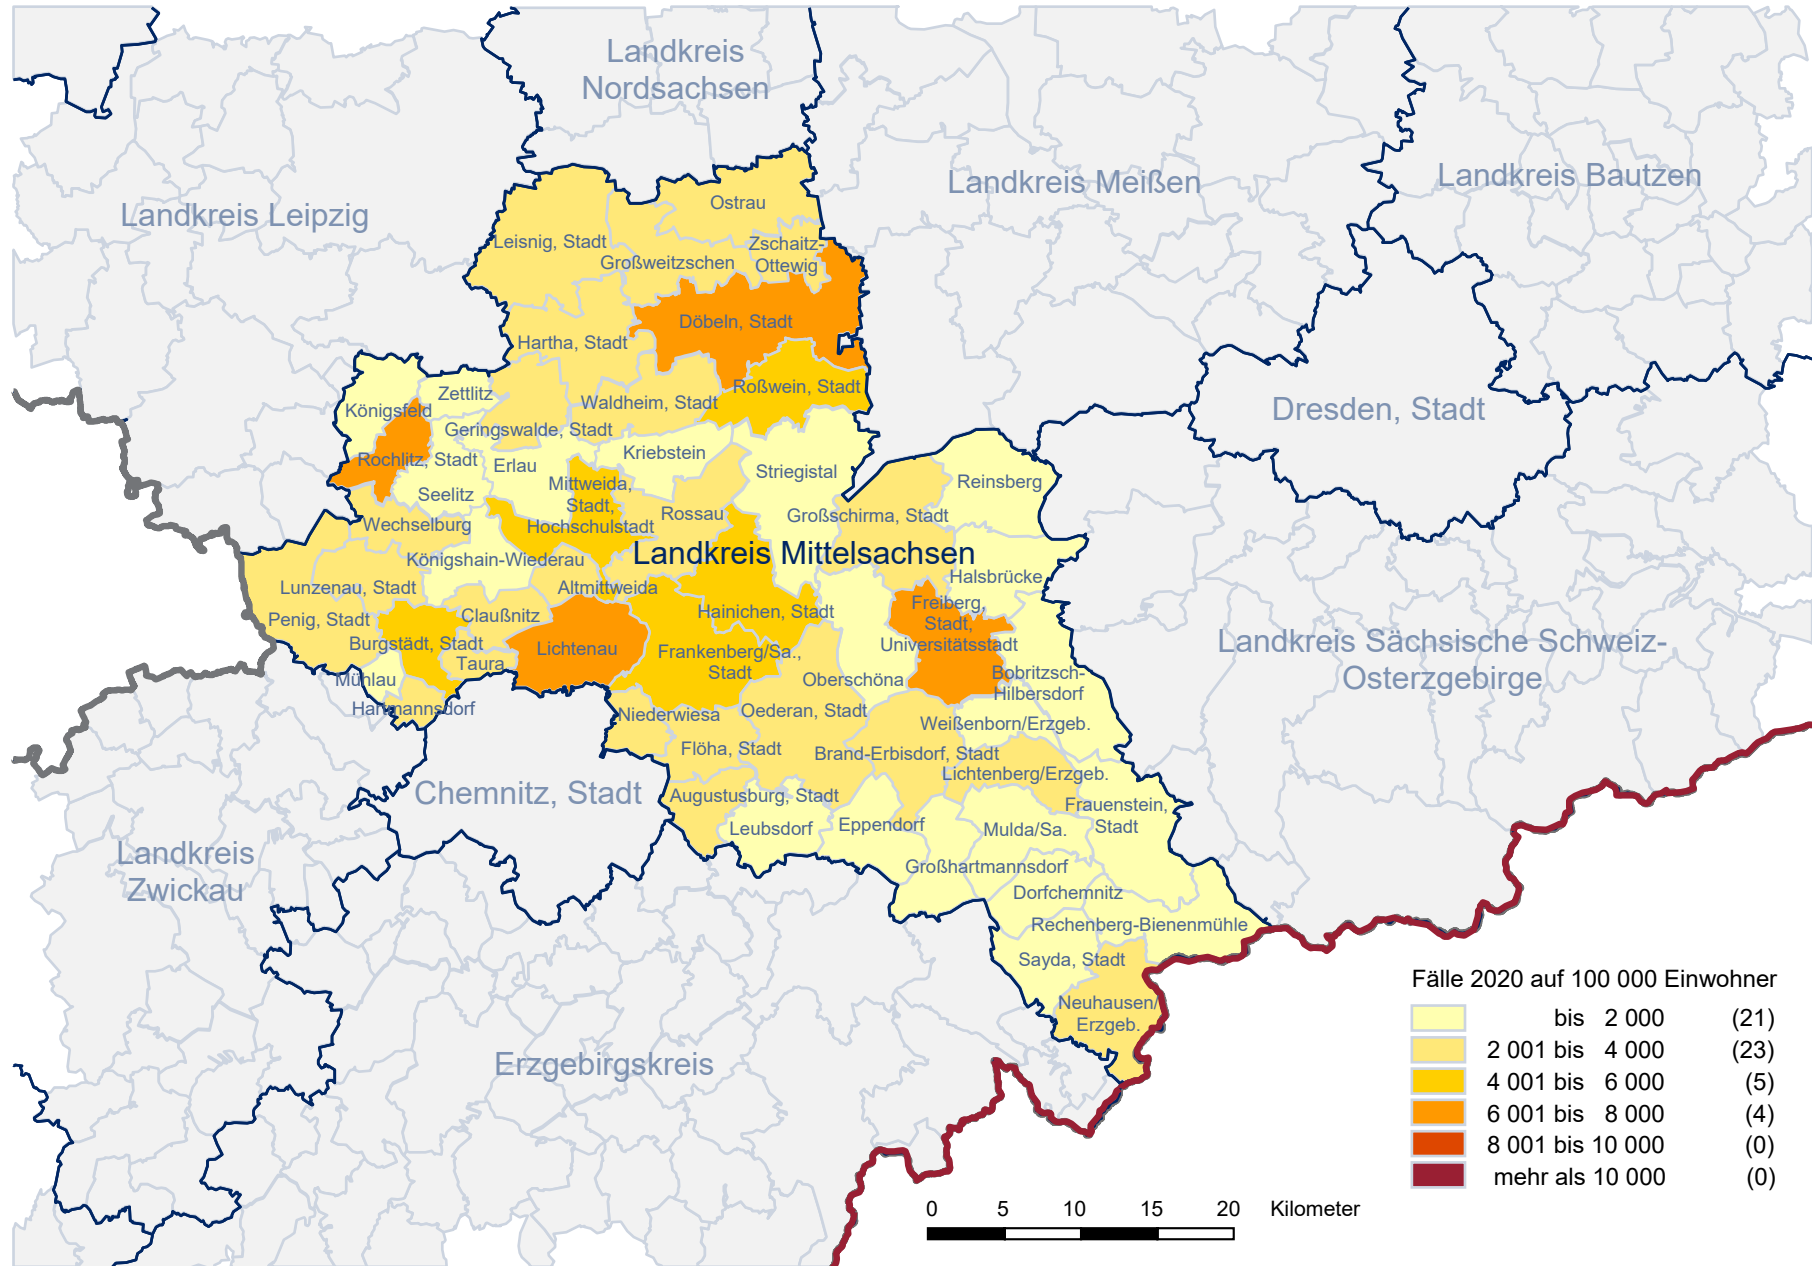 Landkreis
Nordsachsen
Landkreis Meißen
Landkreis Bautzen
Landkreis Leipzig
Ostrau
Leisnig, Stadt
Zschaitz-
Ottewig
Großweitzschen
Döbeln, Stadt
Hartha, Stadt
Roßwein, Stadt
Zettlitz
Waldheim, Stadt
Königsfeld
Dresden, Stadt
Geringswalde, Stadt
Kriebstein
Rochlitz, Stadt
Erlau
Striegistal
Reinsberg
Mittweida,
Stadt,
Hochschulstadt
Seelitz
Rossau
Großschirma, Stadt
Wechselburg
Landkreis Mittelsachsen
Königshain-Wiederau
Halsbrücke
Lunzenau, Stadt
Altmittweida
Freiberg,
Stadt,
Universitätsstadt
Hainichen, Stadt
Penig, Stadt
Claußnitz
Burgstädt, Stadt
Lichtenau
Frankenberg/Sa.,
Stadt
Landkreis Sächsische Schweiz-
Osterzgebirge
Taura
Mühlau
Oberschöna
Bobritzsch-
Hilbersdorf
Hartmannsdorf
Niederwiesa
Oederan, Stadt
Weißenborn/Erzgeb.
Flöha, Stadt
Brand-Erbisdorf, Stadt
Lichtenberg/Erzgeb.
Chemnitz, Stadt
Augustusburg, Stadt
Frauenstein,
Stadt
Leubsdorf
Eppendorf
Mulda/Sa.
Landkreis
Zwickau
Großhartmannsdorf
Dorfchemnitz
Rechenberg-Bienenmühle
Sayda, Stadt
Neuhausen/
Erzgeb.
Erzgebirgskreis
Fälle 2020 auf 100 000 Einwohner
bis 2 000 (21)
2 001 bis 4 000 (23)
4 001 bis 6 000 (5)
6 001 bis 8 000 (4)
8 001 bis 10 000 (0)
mehr als 10 000 (0)
0 5 10 15 20 Kilometer